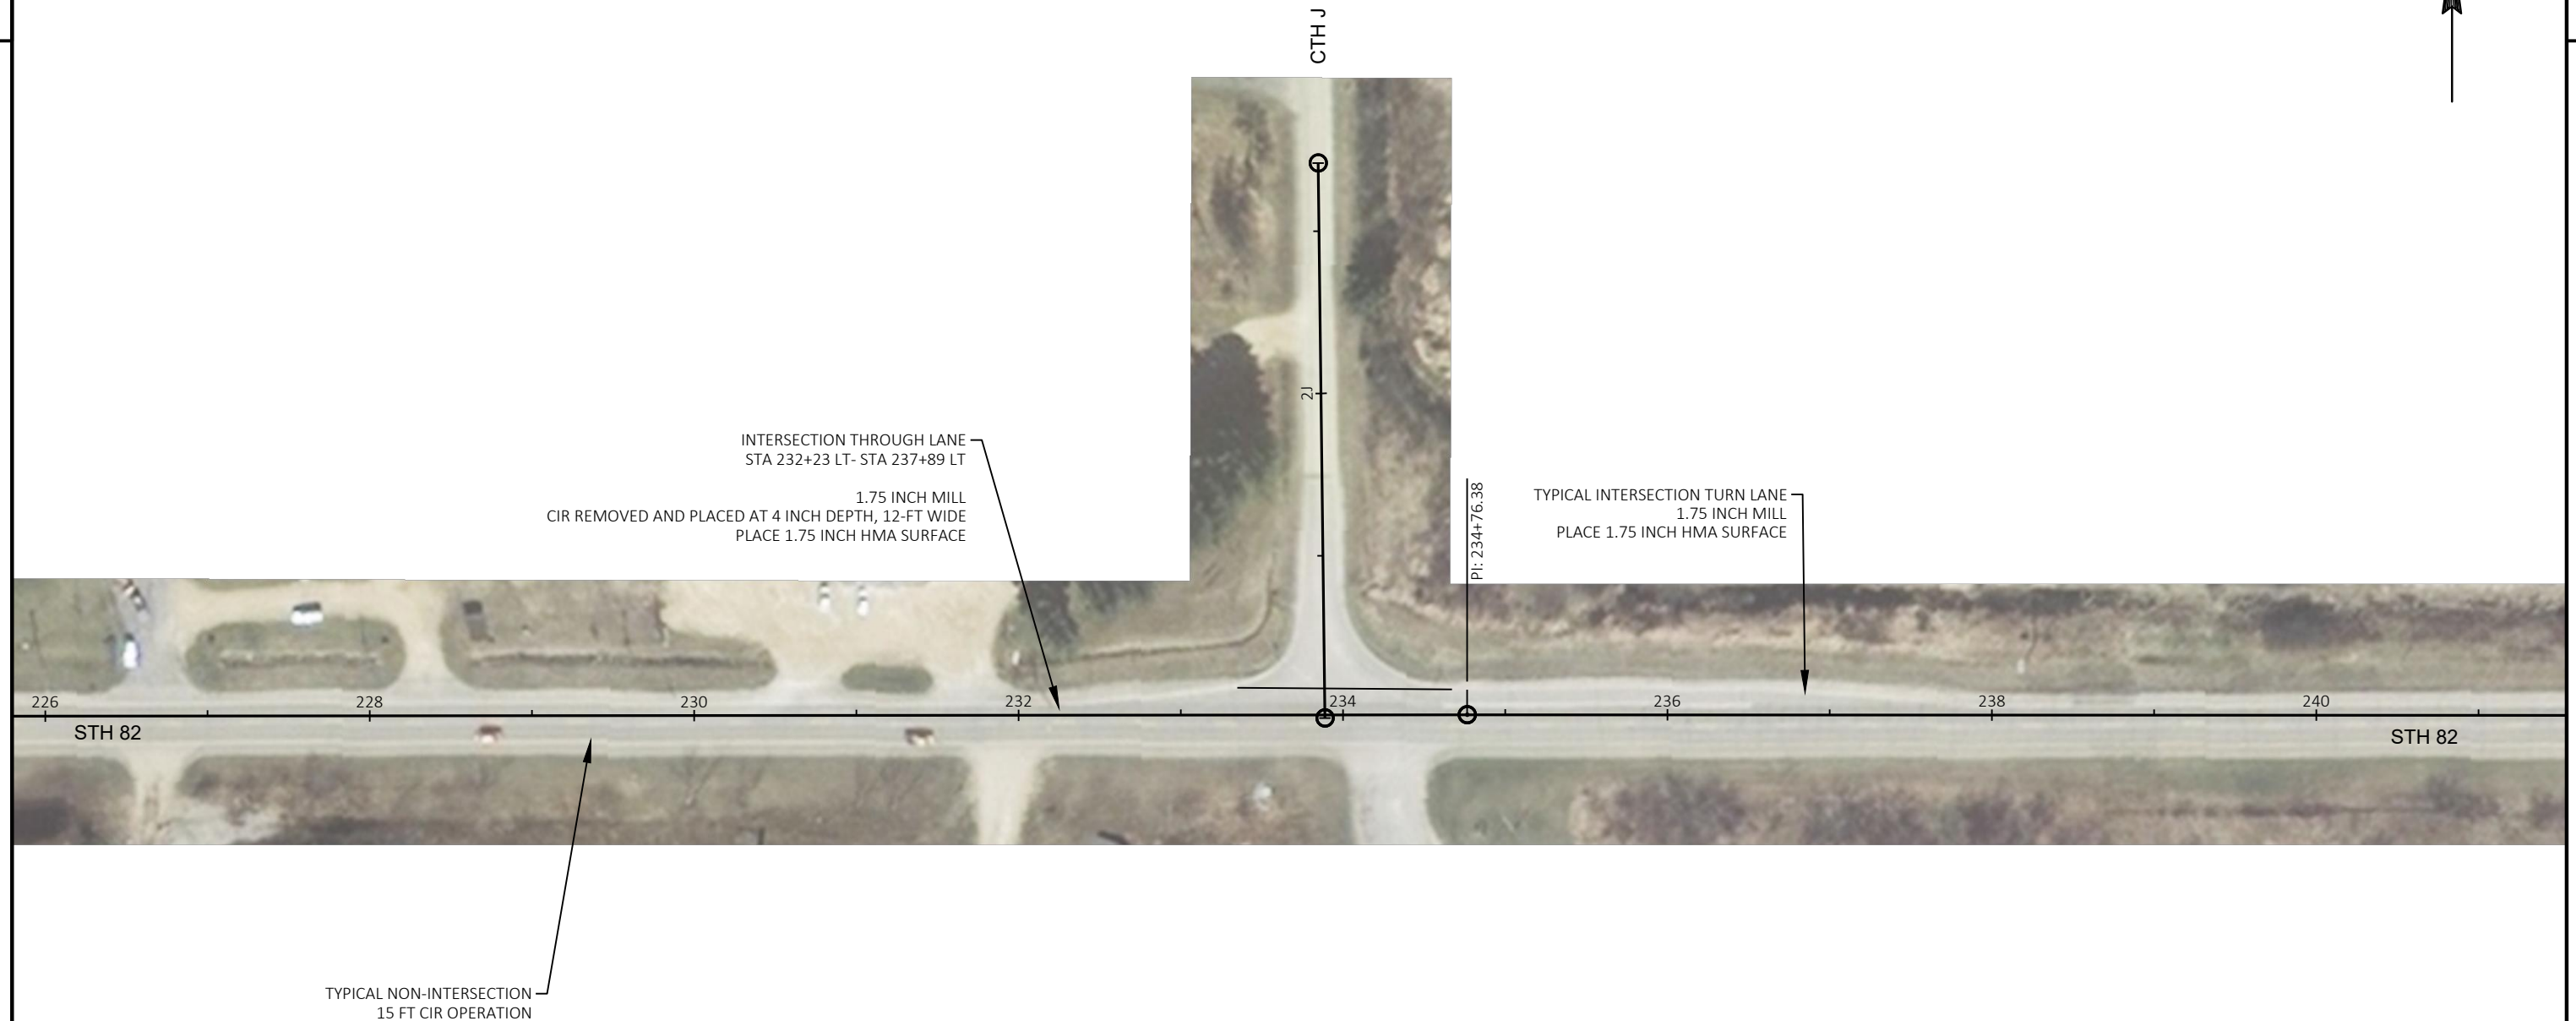 CTH J
2J
INTERSECTION THROUGH LANE
STA 232+23 LT- STA 237+89 LT
1.75 INCH MILL
CIR REMOVED AND PLACED AT 4 INCH DEPTH, 12-FT WIDE
PLACE 1.75 INCH HMA SURFACE
PI: 234+76.38
TYPICAL INTERSECTION TURN LANE
1.75 INCH MILL
PLACE 1.75 INCH HMA SURFACE
226 228 230 232 234 236 238 240
STH 82
STH 82
TYPICAL NON-INTERSECTION
15 FT CIR OPERATION